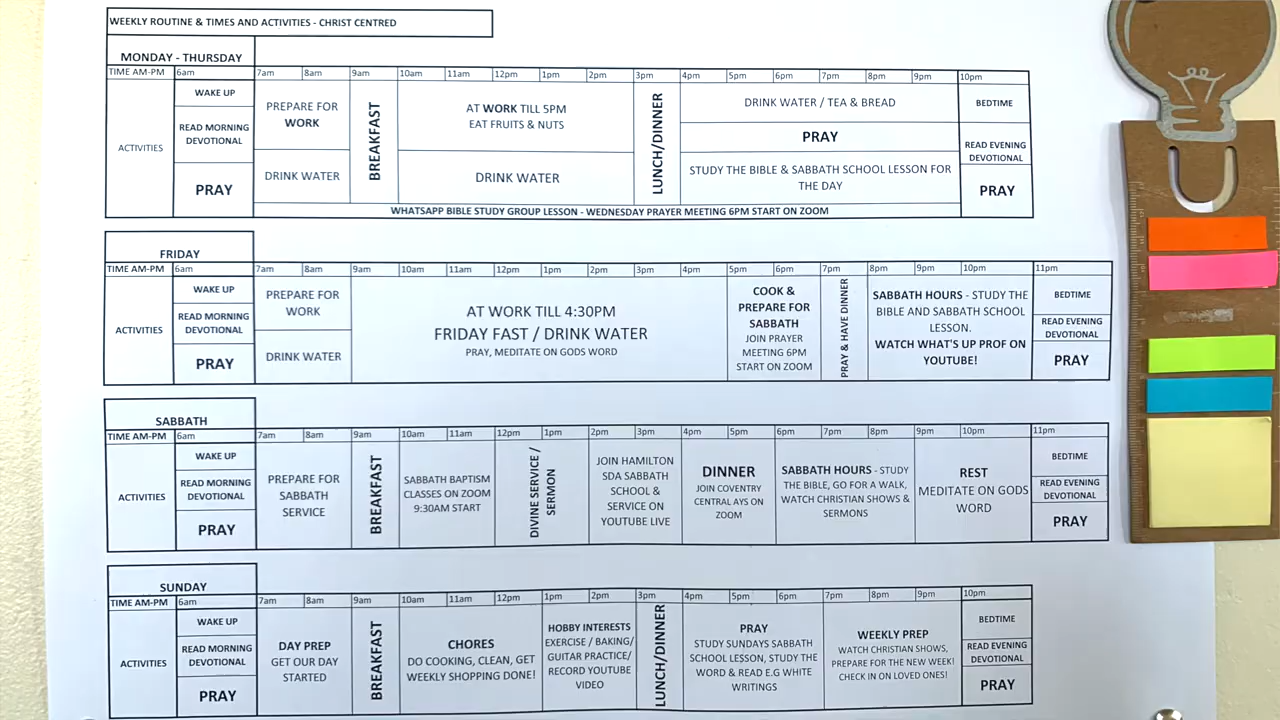 WEEKLY ROUTINE & TIMES AND ACTIVITIES - CHRIST CENTRED
MONDAY - THURSDAY
TIME AM-PM 6am 7am 8am 9am 10am 11am 12pm 1pm 2pm 3pm 4pm 5pm 6pm 7pm 8pm 9pm 10pm
ACTIVITIES
WAKE UP
READ MORNING
DEVOTIONAL
PRAY
PREPARE FOR
WORK
DRINK WATER
BREAKFAST
AT WORK TILL 5PM
EAT FRUITS & NUTS
DRINK WATER
LUNCH/DINNER
DRINK WATER / TEA & BREAD
PRAY
STUDY THE BIBLE & SABBATH SCHOOL LESSON FOR
THE DAY
BEDTIME
READ EVENING
DEVOTIONAL
PRAY
WHATSAPP BIBLE STUDY GROUP LESSON - WEDNESDAY PRAYER MEETING 6PM START ON ZOOM
FRIDAY
TIME AM-PM 6am 7am 8am 9am 10am 11am 12pm 1pm 2pm 3pm 4pm 5pm 6pm 7pm 8pm 9pm 10pm 11pm
ACTIVITIES
WAKE UP
READ MORNING
DEVOTIONAL
PRAY
PREPARE FOR
WORK
DRINK WATER
AT WORK TILL 4:30PM
FRIDAY FAST / DRINK WATER
PRAY, MEDITATE ON GODS WORD
COOK &
PREPARE FOR
SABBATH
JOIN PRAYER
MEETING 6PM
START ON ZOOM
PRAY & HAVE DINNER
SABBATH HOURS - STUDY THE
BIBLE AND SABBATH SCHOOL
LESSON.
WATCH WHAT'S UP PROF ON
YOUTUBE!
BEDTIME
READ EVENING
DEVOTIONAL
PRAY
SABBATH
TIME AM-PM 6am 7am 8am 9am 10am 11am 12pm 1pm 2pm 3pm 4pm 5pm 6pm 7pm 8pm 9pm 10pm 11pm
ACTIVITIES
WAKE UP
READ MORNING
DEVOTIONAL
PRAY
PREPARE FOR
SABBATH
SERVICE
BREAKFAST
SABBATH BAPTISM
CLASSES ON ZOOM
9:30AM START
DIVINE SERVICE /
SERMON
JOIN HAMILTON
SDA SABBATH
SCHOOL &
SERVICE ON
YOUTUBE LIVE
DINNER
JOIN COVENTRY
CENTRAL AYS ON
ZOOM
SABBATH HOURS - STUDY
THE BIBLE, GO FOR A WALK,
WATCH CHRISTIAN SHOWS &
SERMONS
REST
MEDITATE ON GODS
WORD
BEDTIME
READ EVENING
DEVOTIONAL
PRAY
SUNDAY
TIME AM-PM 6am 7am 8am 9am 10am 11am 12pm 1pm 2pm 3pm 4pm 5pm 6pm 7pm 8pm 9pm 10pm
ACTIVITIES
WAKE UP
READ MORNING
DEVOTIONAL
PRAY
DAY PREP
GET OUR DAY
STARTED
BREAKFAST
CHORES
DO COOKING, CLEAN, GET
WEEKLY SHOPPING DONE!
HOBBY INTERESTS
EXERCISE / BAKING/
GUITAR PRACTICE/
RECORD YOUTUBE
VIDEO
LUNCH/DINNER
PRAY
STUDY SUNDAYS SABBATH
SCHOOL LESSON, STUDY THE
WORD & READ E.G WHITE
WRITINGS
WEEKLY PREP
WATCH CHRISTIAN SHOWS,
PREPARE FOR THE NEW WEEK!
CHECK IN ON LOVED ONES!
BEDTIME
READ EVENING
DEVOTIONAL
PRAY